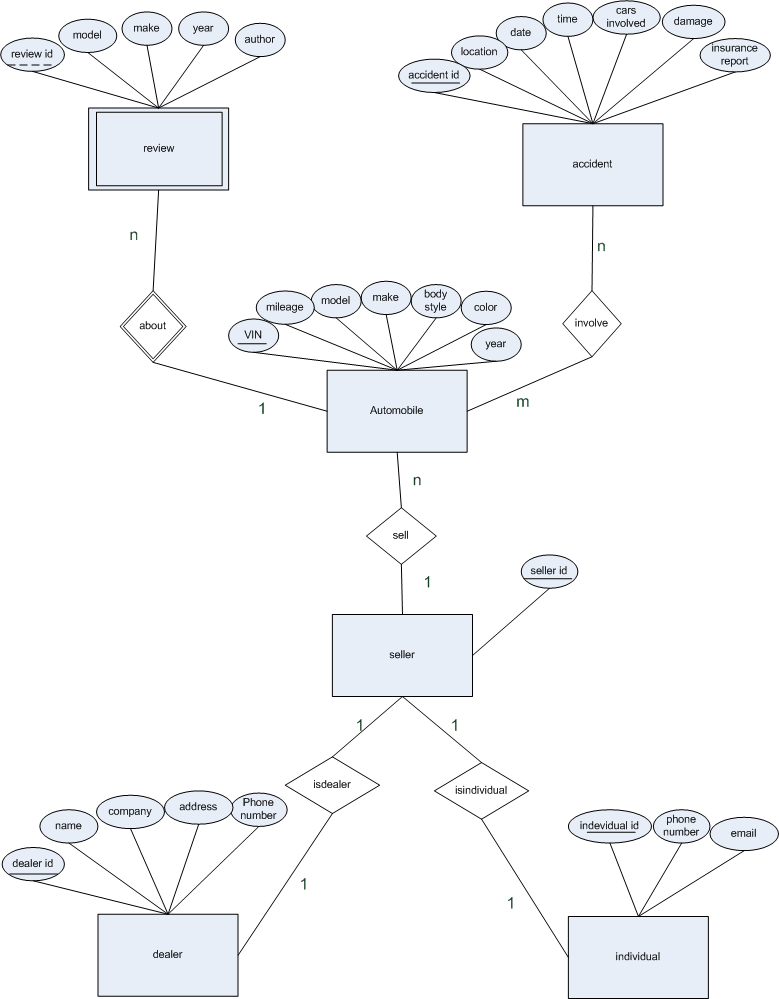 review id
model
make
year
author
accident id
location
date
time
cars
involved
damage
insurance
report
review
accident
n
n
about
involve
VIN
mileage
model
make
body
style
color
year
1
m
Automobile
n
sell
1
seller id
seller
1
1
isdealer
isindividual
dealer id
name
company
address
Phone
number
indevidual id
phone
number
email
1
1
dealer
individual